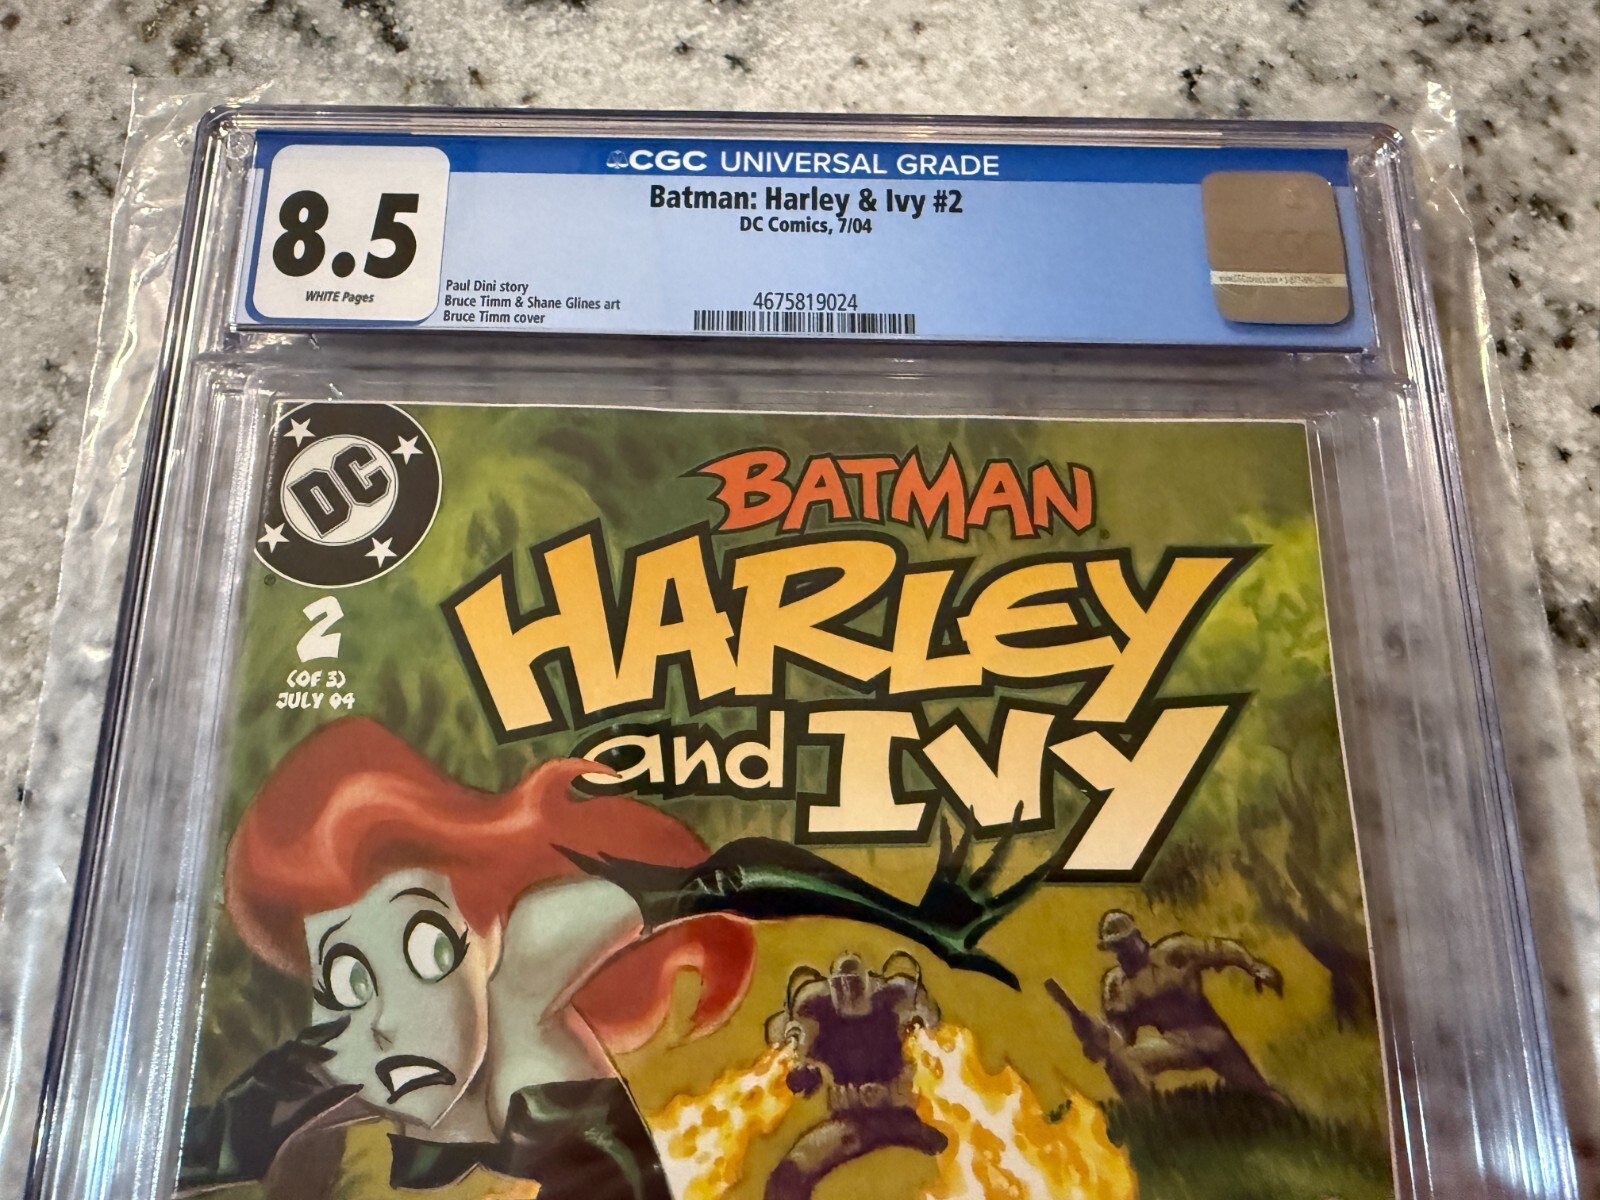 CGC UNIVERSAL GRADE
8.5
WHITE Pages
Batman: Harley & Ivy #2
DC Comics, 7/04
Paul Dini story
Bruce Timm & Shane Glines art
Bruce Timm cover
4675819024
DC
BATMAN
HARLEY
and IVY
2
(OF 3)
JULY 04